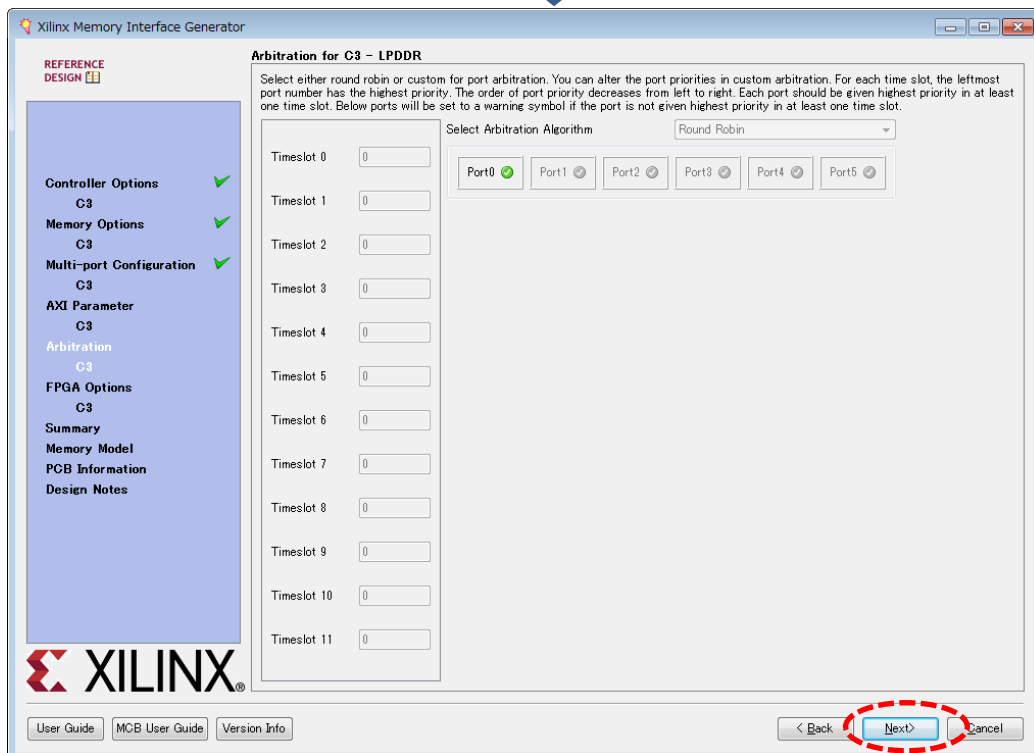 Xilinx Memory Interface Generator
REFERENCE
DESIGN
Controller Options
C3
Memory Options
C3
Multi-port Configuration
C3
AXI Parameter
C3
Arbitration
C3
FPGA Options
C3
Summary
Memory Model
PCB Information
Design Notes
XILINX®
Arbitration for C3 - LPDDR
Select either round robin or custom for port arbitration. You can alter the port priorities in custom arbitration. For each time slot, the leftmost
port number has the highest priority. The order of port priority decreases from left to right. Each port should be given highest priority in at least
one time slot. Below ports will be set to a warning symbol if the port is not given highest priority in at least one time slot.
Timeslot 0 0
Timeslot 1 0
Timeslot 2 0
Timeslot 3 0
Timeslot 4 0
Timeslot 5 0
Timeslot 6 0
Timeslot 7 0
Timeslot 8 0
Timeslot 9 0
Timeslot 10 0
Timeslot 11 0
Select Arbitration Algorithm Round Robin
Port0 Port1 Port2 Port3 Port4 Port5
User Guide MCB User Guide Version Info < Back Next> Cancel